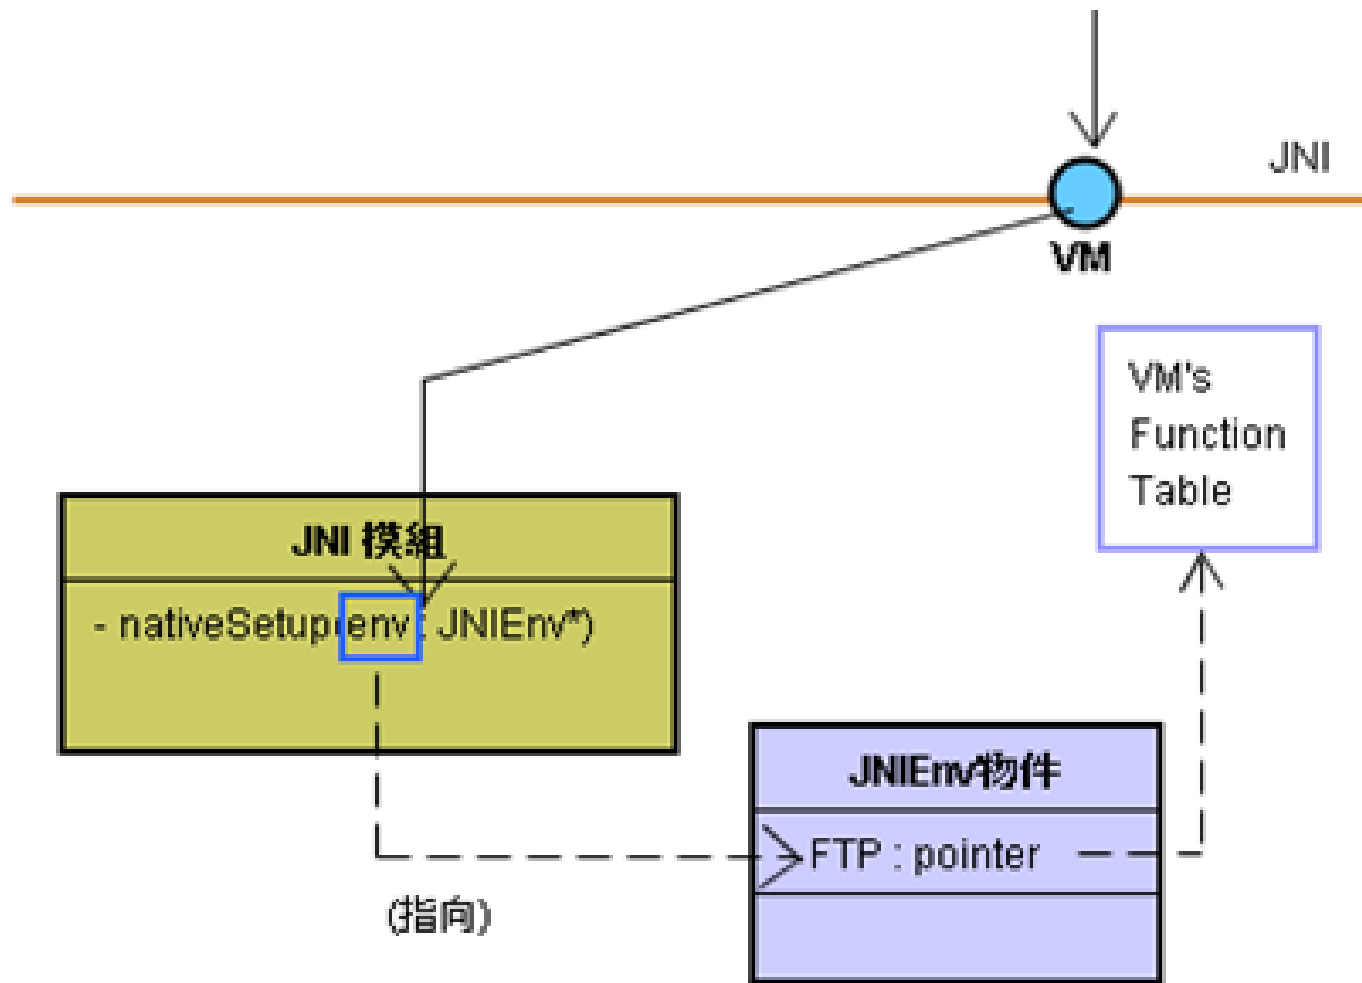 JNI
VM
VM's
Function
Table
JNI 模組
- nativeSetup(env : JNIEnv*)
JNIEnv物件
FTP : pointer
(指向)